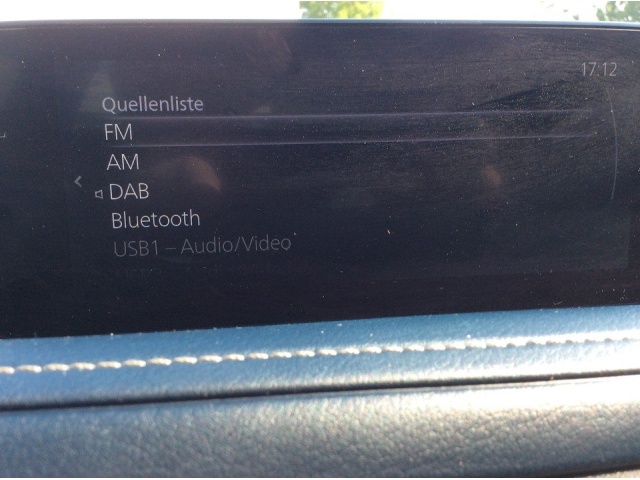 17:12
Quellenliste
FM
AM
DAB
Bluetooth
USB1 – Audio/Video